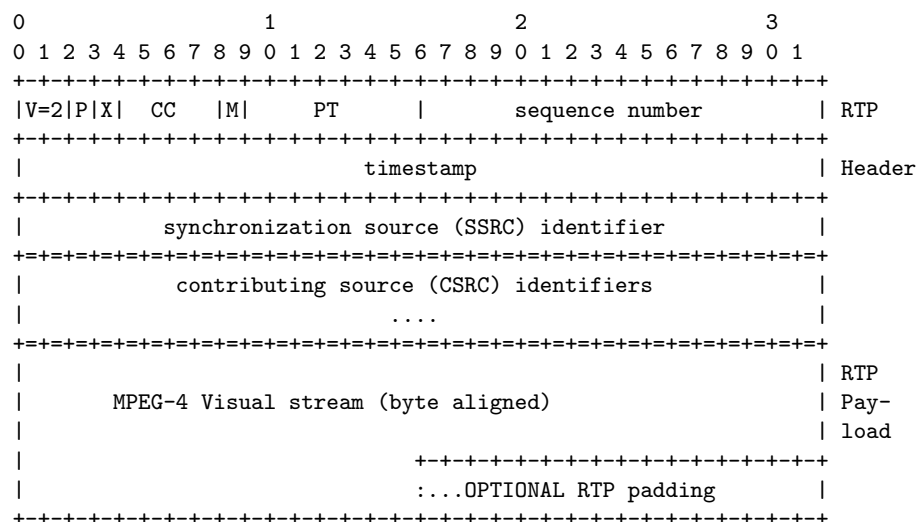 0                   1                   2                   3
0 1 2 3 4 5 6 7 8 9 0 1 2 3 4 5 6 7 8 9 0 1 2 3 4 5 6 7 8 9 0 1
+-+-+-+-+-+-+-+-+-+-+-+-+-+-+-+-+-+-+-+-+-+-+-+-+-+-+-+-+-+-+-+-+
|V=2|P|X|  CC   |M|     PT      |       sequence number         | RTP
+-+-+-+-+-+-+-+-+-+-+-+-+-+-+-+-+-+-+-+-+-+-+-+-+-+-+-+-+-+-+-+-+
|                           timestamp                           | Header
+-+-+-+-+-+-+-+-+-+-+-+-+-+-+-+-+-+-+-+-+-+-+-+-+-+-+-+-+-+-+-+-+
|           synchronization source (SSRC) identifier            |
+=+=+=+=+=+=+=+=+=+=+=+=+=+=+=+=+=+=+=+=+=+=+=+=+=+=+=+=+=+=+=+=+
|            contributing source (CSRC) identifiers             |
|                             ....                              |
+=+=+=+=+=+=+=+=+=+=+=+=+=+=+=+=+=+=+=+=+=+=+=+=+=+=+=+=+=+=+=+=+
|                                                               | RTP
|       MPEG-4 Visual stream (byte aligned)                     | Pay-
|                                                               | load
|                               +-+-+-+-+-+-+-+-+-+-+-+-+-+-+-+-+
|                               :...OPTIONAL RTP padding        |
+-+-+-+-+-+-+-+-+-+-+-+-+-+-+-+-+-+-+-+-+-+-+-+-+-+-+-+-+-+-+-+-+